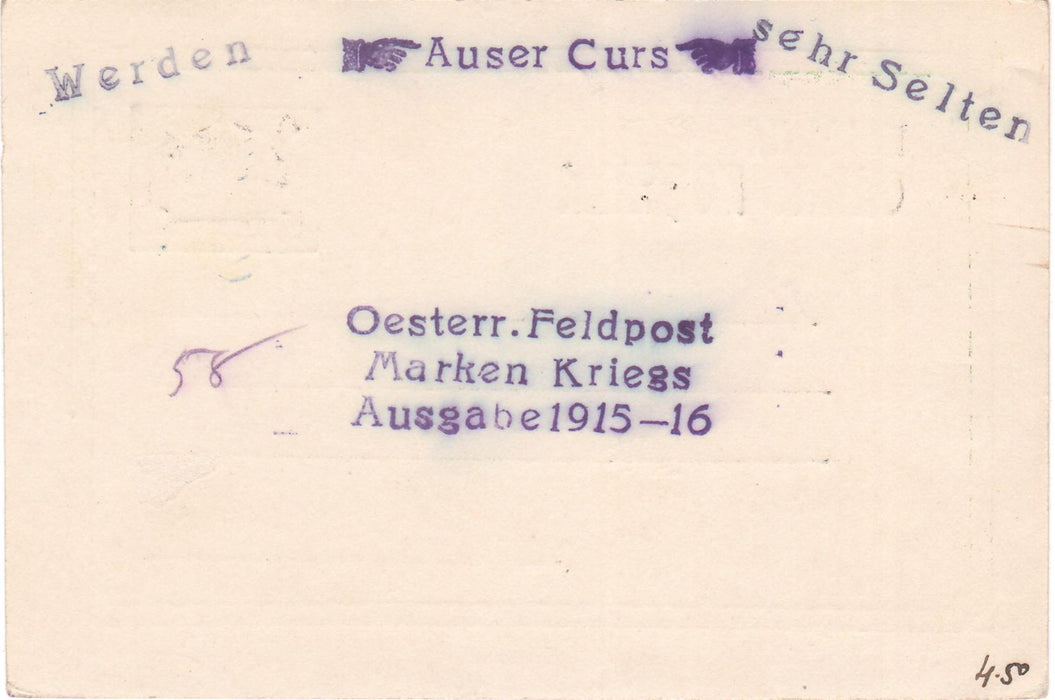 Werden Auser Curs sehr Selten
Oesterr. Feldpost
Marken Kriegs
Ausgabe 1915—16
58
4.50